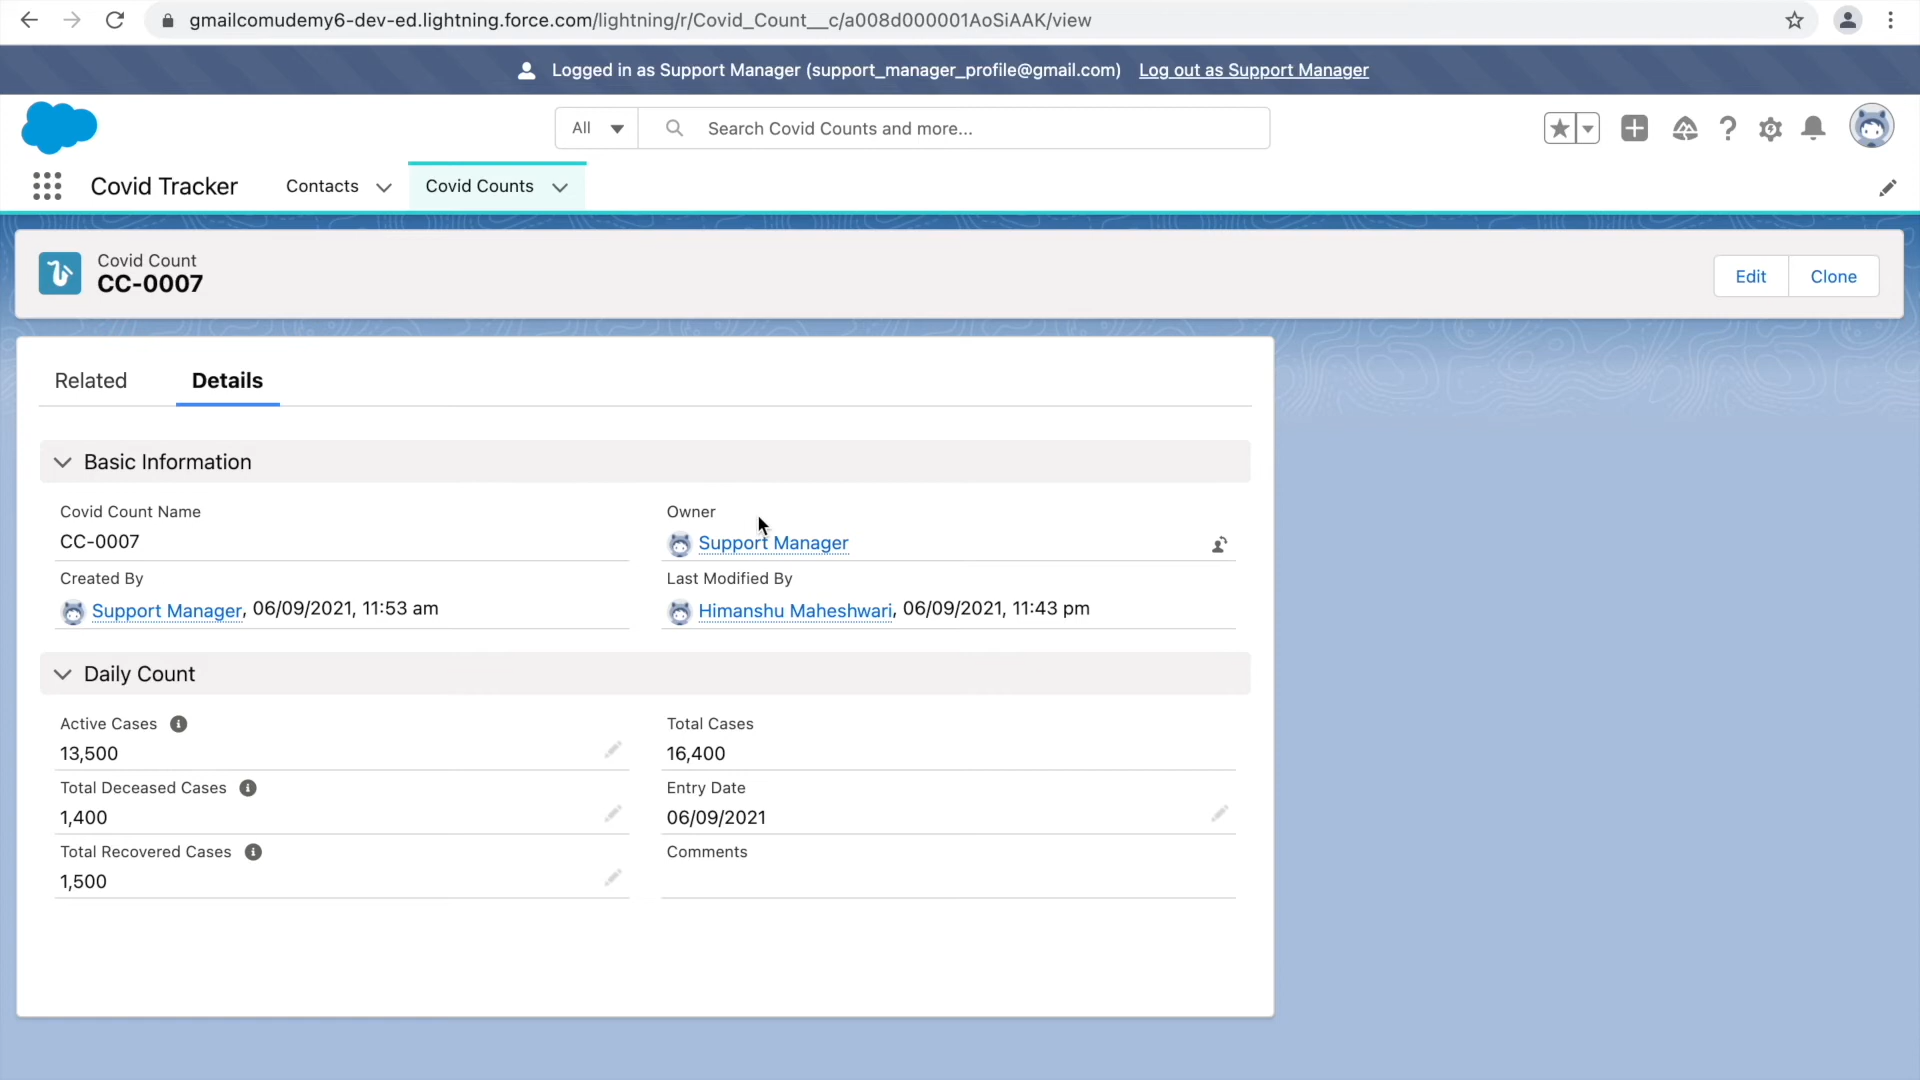 gmailcomudemy6-dev-ed.lightning.force.com/lightning/r/Covid_Count__c/a008d000001AoSiAAK/view
Logged in as Support Manager (support_manager_profile@gmail.com) Log out as Support Manager
All Search Covid Counts and more...
Covid Tracker Contacts Covid Counts
Covid Count
CC-0007
Edit Clone
Related Details
Basic Information
Covid Count Name Owner
CC-0007 Support Manager
Created By Last Modified By
Support Manager, 06/09/2021, 11:53 am Himanshu Maheshwari, 06/09/2021, 11:43 pm
Daily Count
Active Cases Total Cases
13,500 16,400
Total Deceased Cases Entry Date
1,400 06/09/2021
Total Recovered Cases Comments
1,500